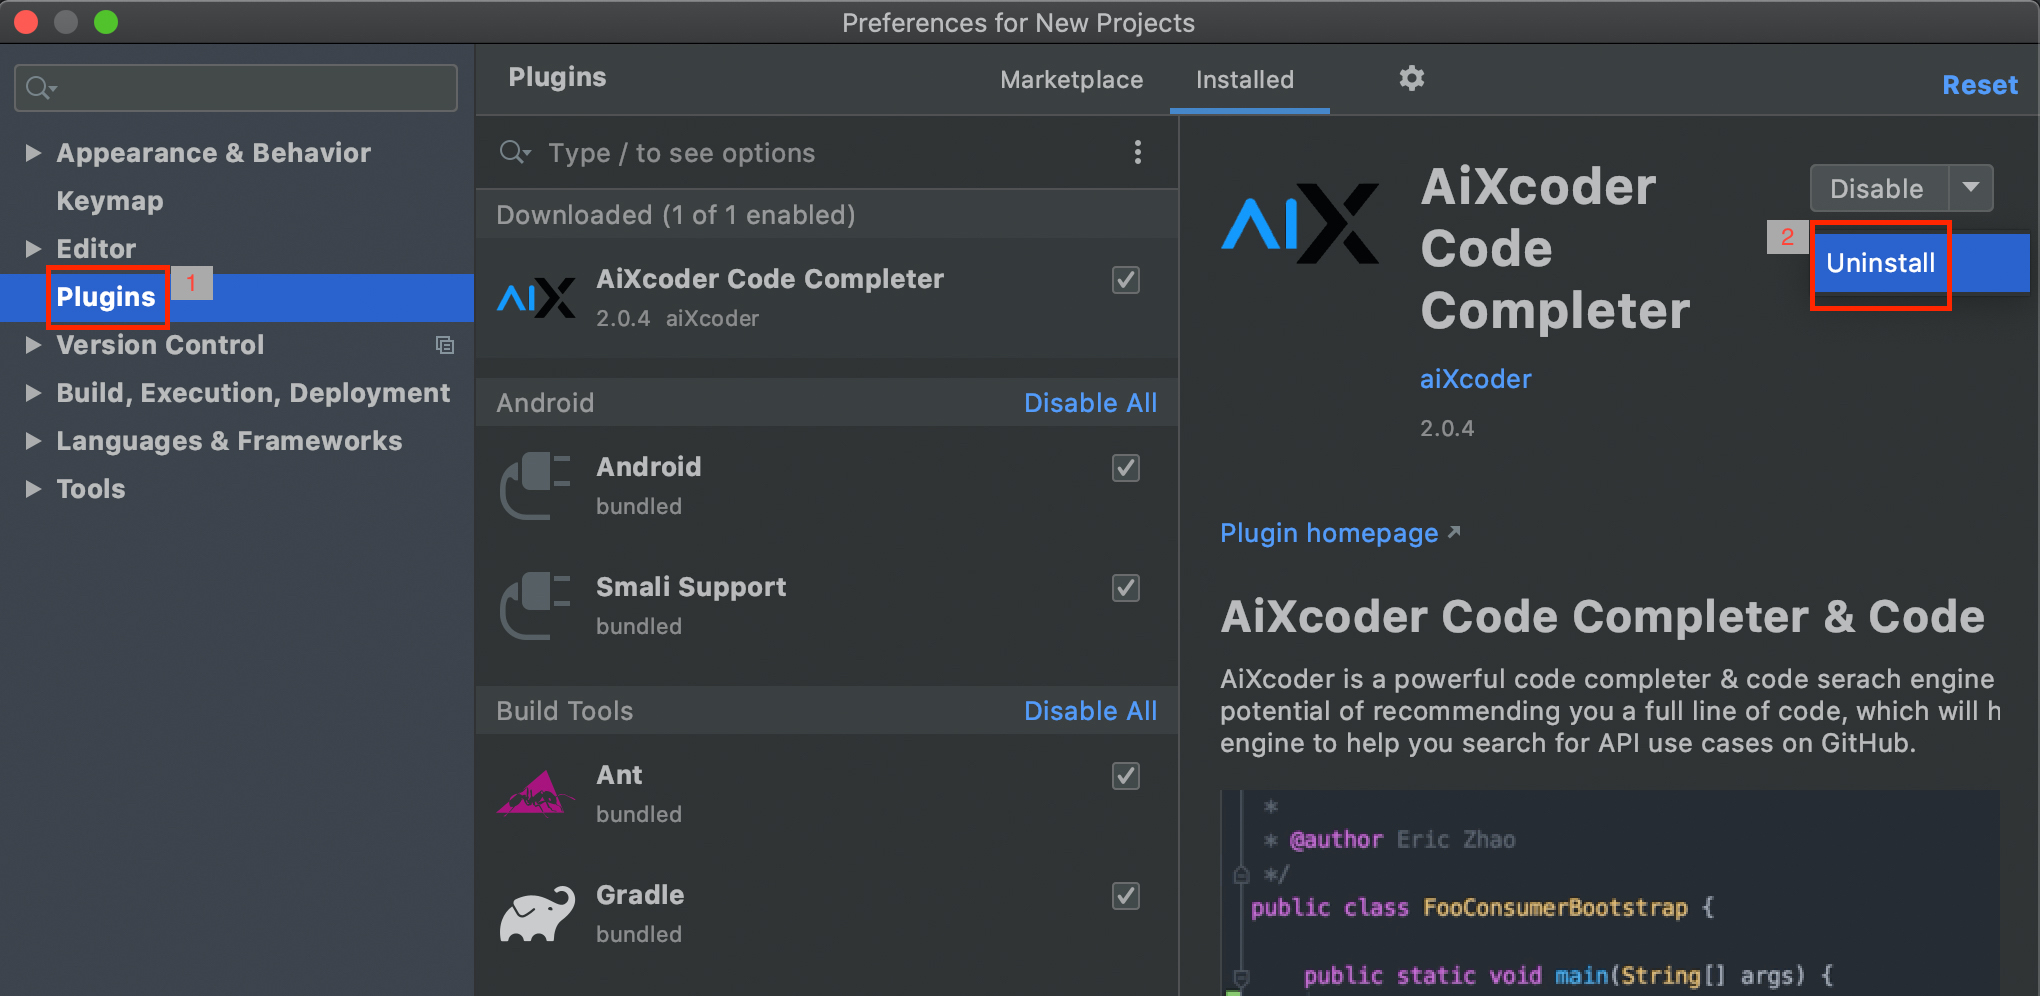 Preferences for New Projects
Appearance & Behavior
Keymap
Editor
Plugins
1
Version Control
Build, Execution, Deployment
Languages & Frameworks
Tools
Plugins
Marketplace
Installed
Reset
Type / to see options
Downloaded (1 of 1 enabled)
AIX
AiXcoder Code Completer
2.0.4 aiXcoder
Android
Disable All
Android
bundled
Smali Support
bundled
Build Tools
Disable All
Ant
bundled
Gradle
bundled
AIX
AiXcoder
Code
Completer
Disable
2
Uninstall
aiXcoder
2.0.4
Plugin homepage
AiXcoder Code Completer & Code
AiXcoder is a powerful code completer & code serach engine
potential of recommending you a full line of code, which will h
engine to help you search for API use cases on GitHub.
*
* @author Eric Zhao
*/
public class FooConsumerBootstrap {
public static void main(String[] args) {